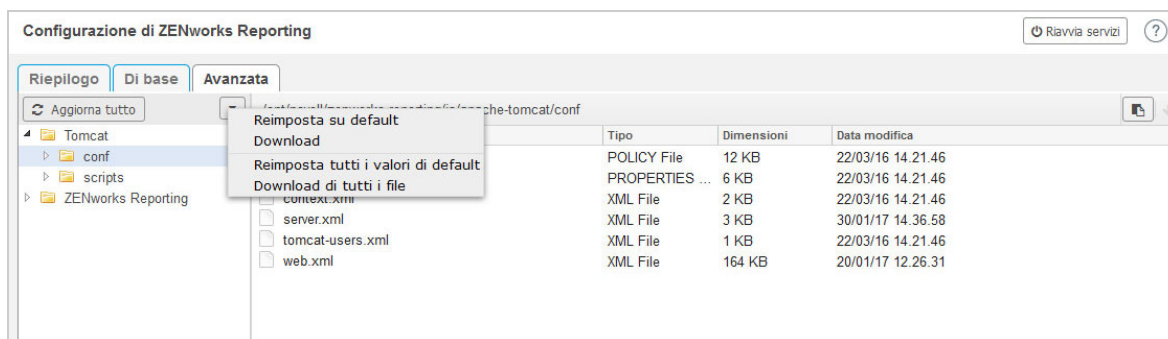 Configurazione di ZENworks Reporting
Riavvia servizi ?
Riepilogo Di base Avanzata
Aggiorna tutto che-tomcat/conf
Reimposta su default
Download
Reimposta tutti i valori di default
Download di tutti i file
Tomcat
conf
scripts
ZENworks Reporting
Tipo Dimensioni Data modifica
POLICY File 12 KB 22/03/16 14.21.46
PROPERTIES ... 6 KB 22/03/16 14.21.46
context.xml XML File 2 KB 22/03/16 14.21.46
server.xml XML File 3 KB 30/01/17 14.36.58
tomcat-users.xml XML File 1 KB 22/03/16 14.21.46
web.xml XML File 164 KB 20/01/17 12.26.31